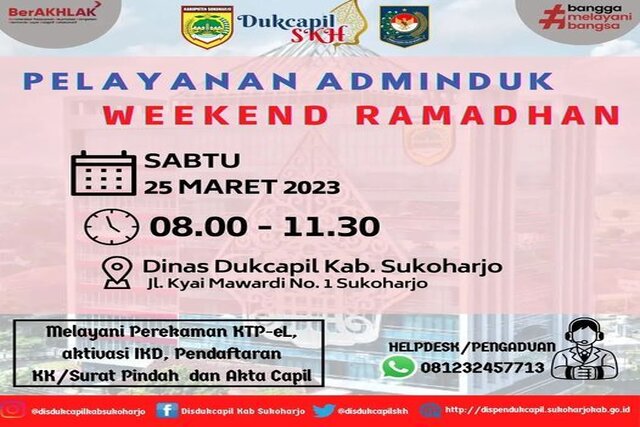 BerAKHLAK
KABUPATEN SUKOHARJO
Dukcapil
SKH
#bangga
melayani
bangsa
PELAYANAN ADMINDUK
WEEKEND RAMADHAN
SABTU
25 MARET 2023
08.00 - 11.30
Dinas Dukcapil Kab. Sukoharjo
Jl. Kyai Mawardi No. 1 Sukoharjo
Melayani Perekaman KTP-eL,
aktivasi IKD, Pendaftaran
KK/Surat Pindah dan Akta Capil
HELPDESK/PENGADUAN
081232457713
@disdukcapilkabsukoharjo
Disdukcapil Kab Sukoharjo
@disdukcapilskh
http://dispendukcapil.sukoharjokab.go.id